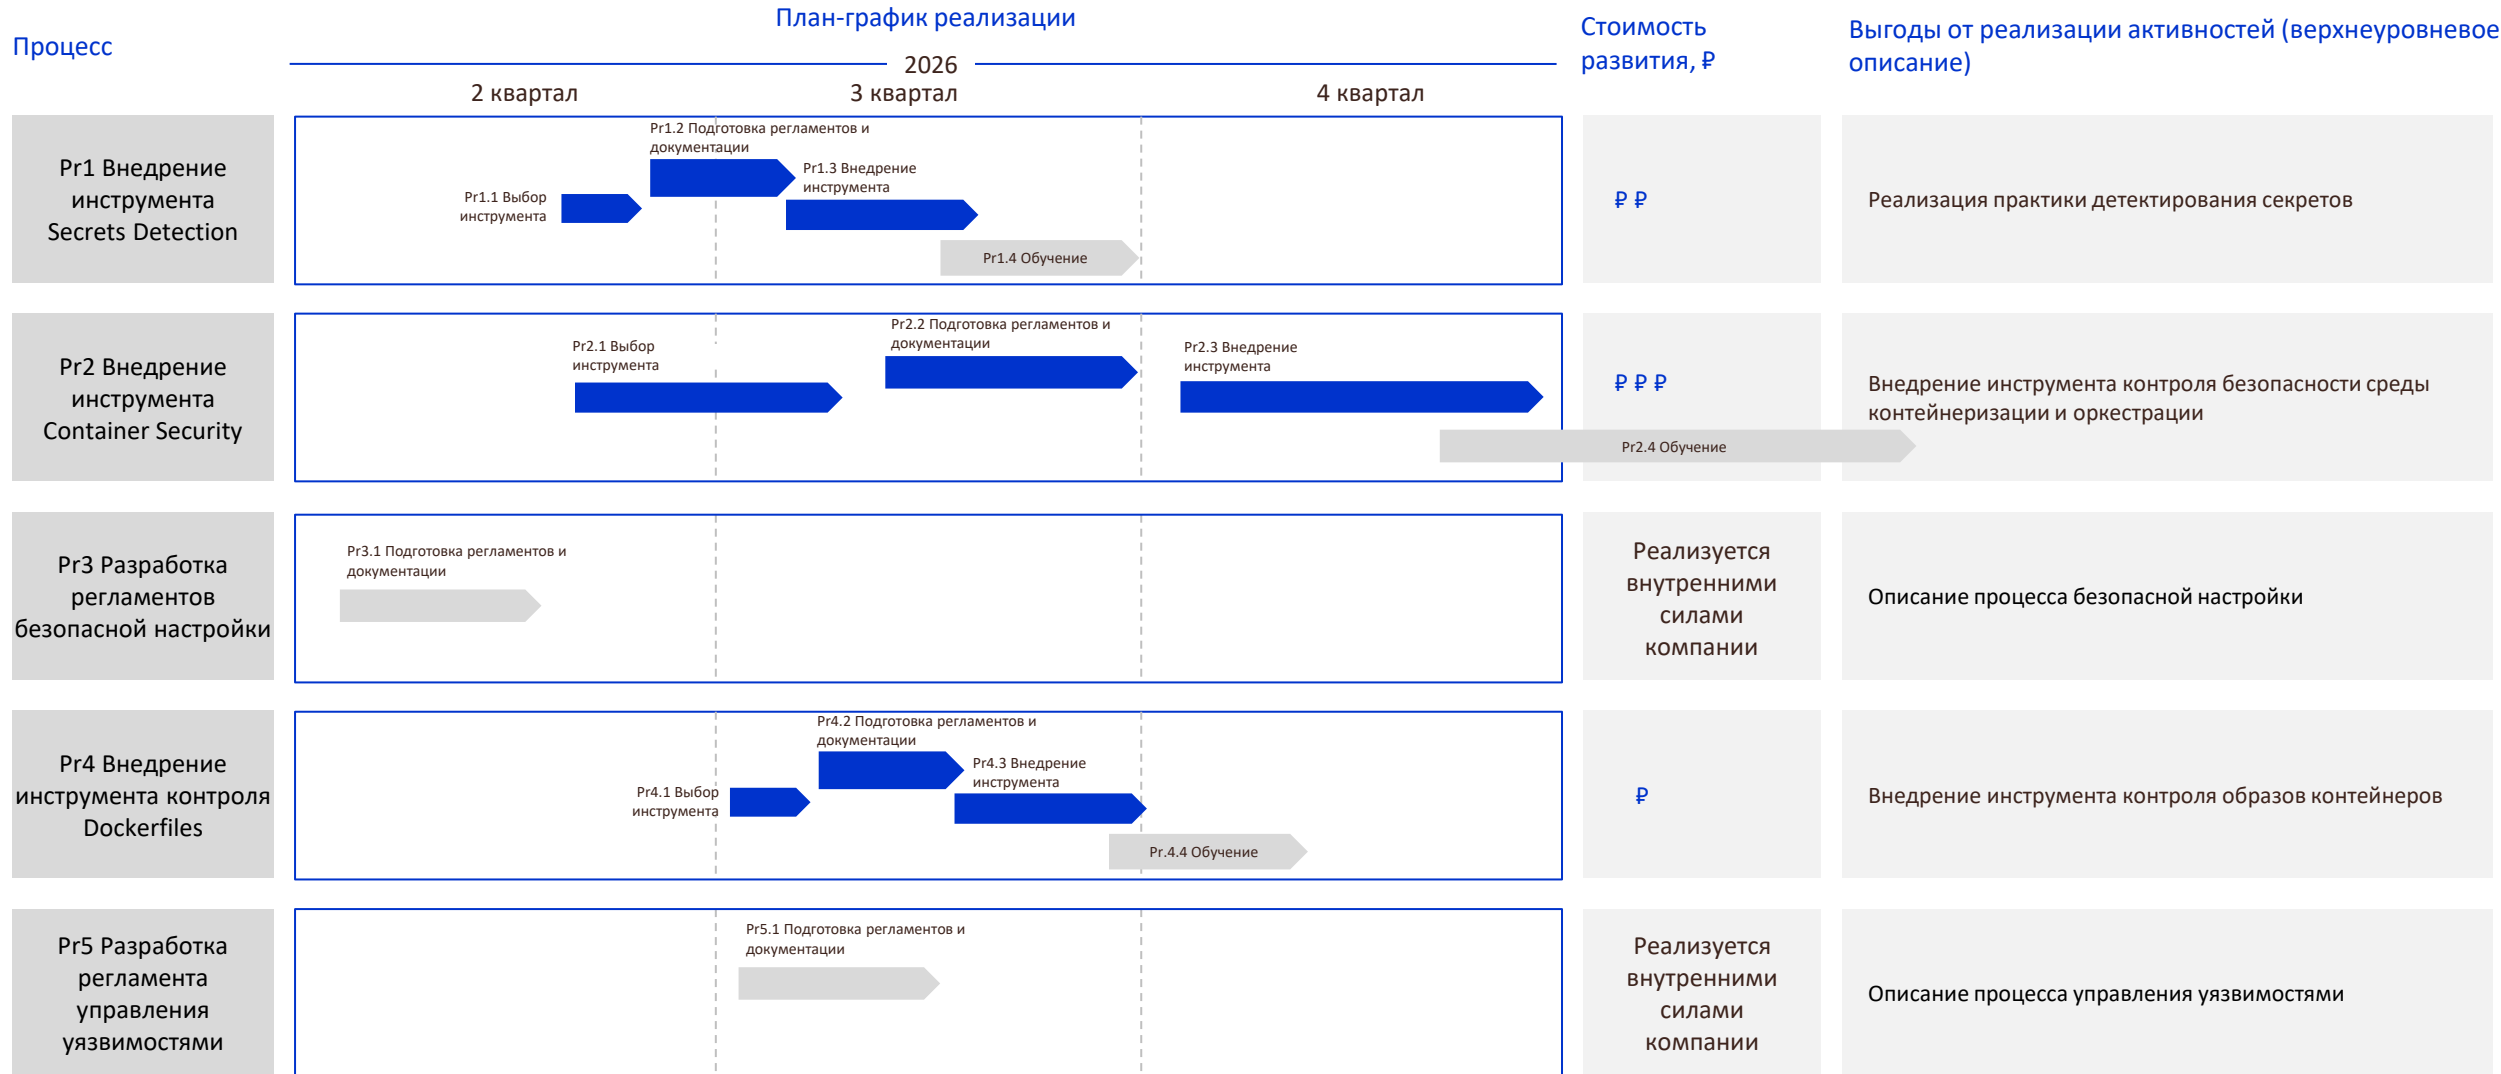 План-график реализации
Процесс
Стоимость
развития, ₽
Выгоды от реализации активностей (верхнеуровневое
описание)
2026
2 квартал
3 квартал
4 квартал
Pr1 Внедрение
инструмента
Secrets Detection
Pr1.1 Выбор
инструмента
Pr1.2 Подготовка регламентов и
документации
Pr1.3 Внедрение
инструмента
Pr1.4 Обучение
₽ ₽
Реализация практики детектирования секретов
Pr2 Внедрение
инструмента
Container Security
Pr2.1 Выбор
инструмента
Pr2.2 Подготовка регламентов и
документации
Pr2.3 Внедрение
инструмента
Pr2.4 Обучение
₽ ₽ ₽
Внедрение инструмента контроля безопасности среды
контейнеризации и оркестрации
Pr3 Разработка
регламентов
безопасной настройки
Pr3.1 Подготовка регламентов и
документации
Реализуется
внутренними
силами
компании
Описание процесса безопасной настройки
Pr4 Внедрение
инструмента контроля
Dockerfiles
Pr4.1 Выбор
инструмента
Pr4.2 Подготовка регламентов и
документации
Pr4.3 Внедрение
инструмента
Pr.4.4 Обучение
₽
Внедрение инструмента контроля образов контейнеров
Pr5 Разработка
регламента
управления
уязвимостями
Pr5.1 Подготовка регламентов и
документации
Реализуется
внутренними
силами
компании
Описание процесса управления уязвимостями